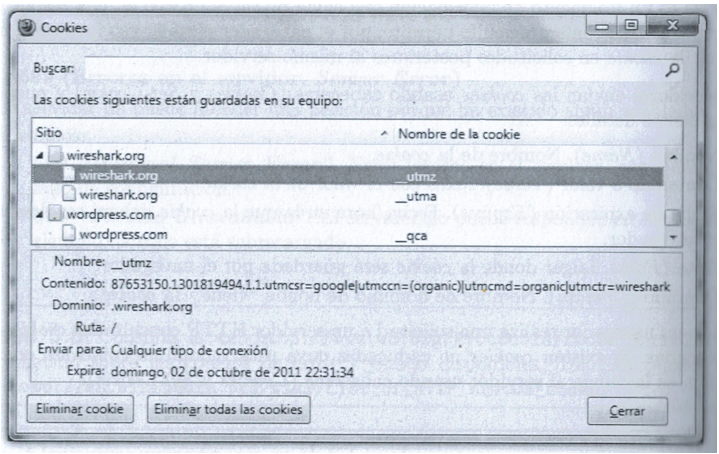 Cookies
Buscar:
Las cookies siguientes están guardadas en su equipo:
Sitio Nombre de la cookie
wireshark.org
wireshark.org __utmz
wireshark.org __utma
wordpress.com
wordpress.com __qca
Nombre: __utmz
Contenido: 87653150.1301819494.1.1.utmcsr=google|utmccn=(organic)|utmcmd=organic|utmctr=wireshark
Dominio: .wireshark.org
Ruta: /
Enviar para: Cualquier tipo de conexión
Expira: domingo, 02 de octubre de 2011 22:31:34
Eliminar cookie Eliminar todas las cookies Cerrar